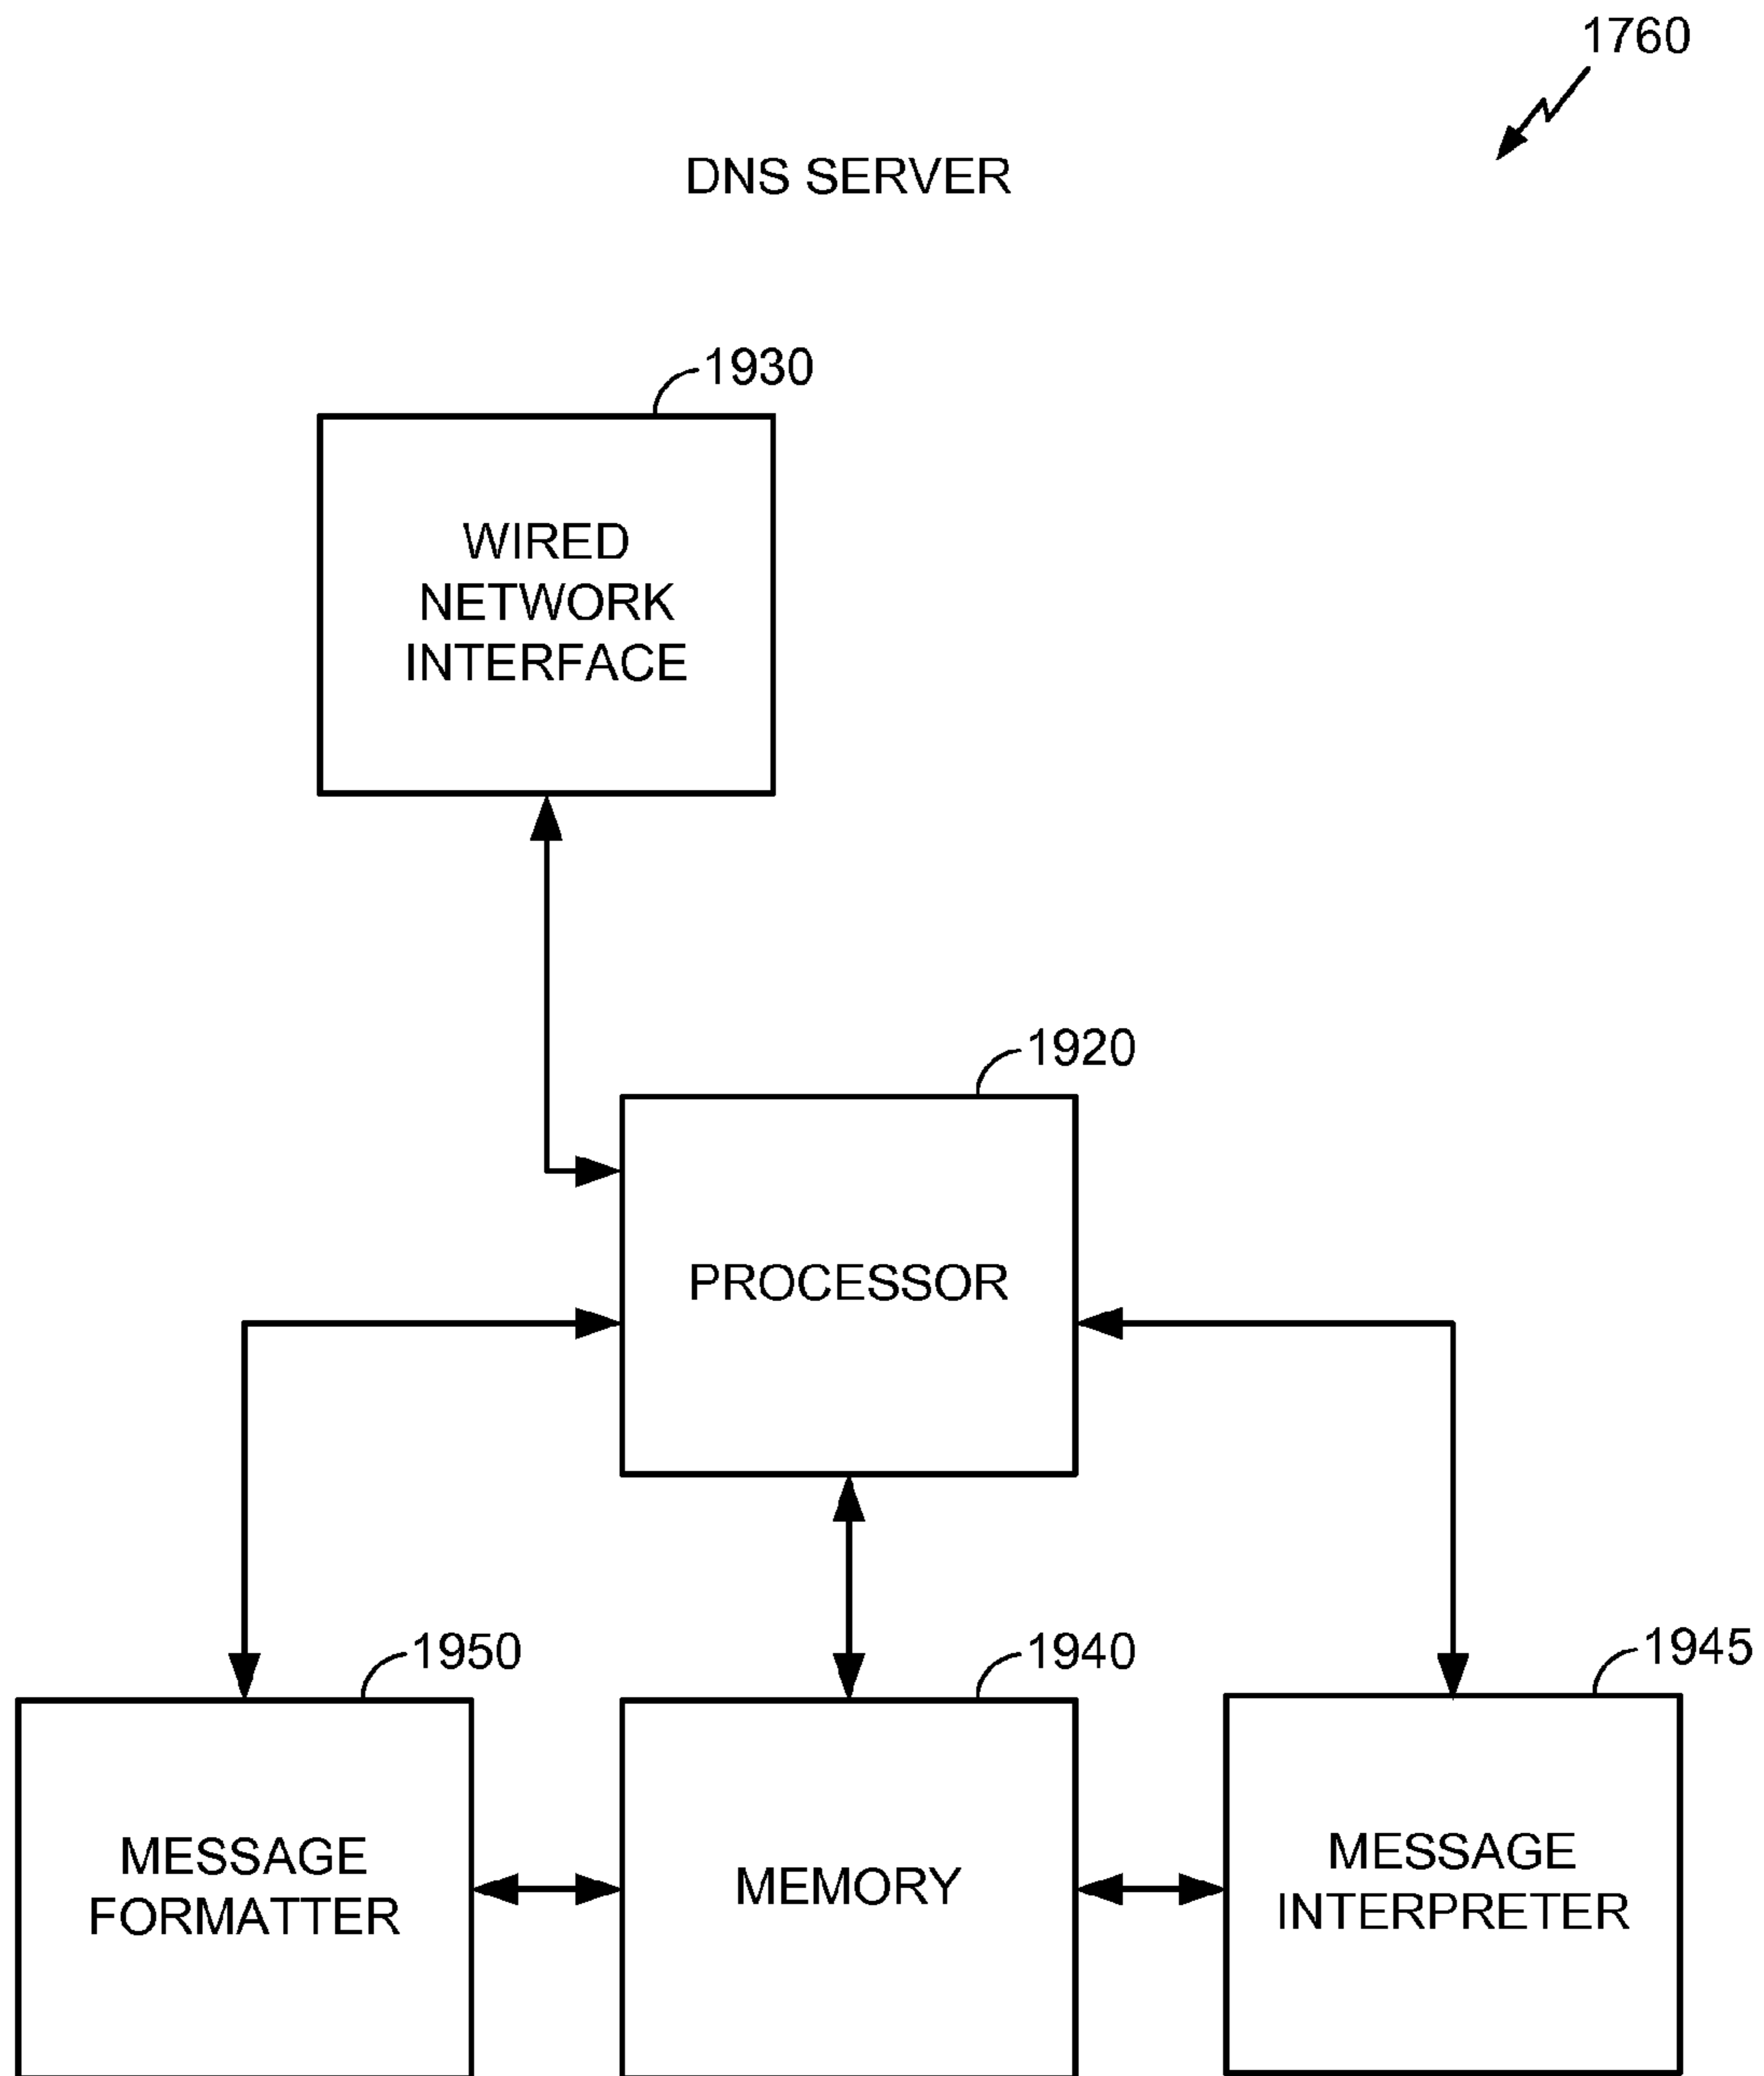 1760
DNS SERVER
1930
WIRED
NETWORK
INTERFACE
1920
PROCESSOR
1950
1940
1945
MESSAGE
FORMATTER
MEMORY
MESSAGE
INTERPRETER